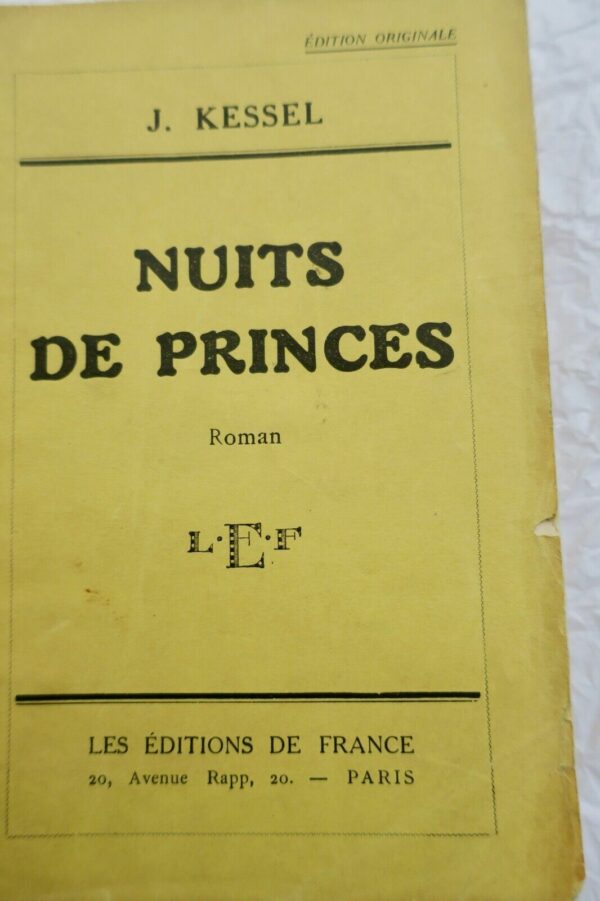 ÉDITION ORIGINALE
J. KESSEL
NUITS
DE PRINCES
Roman
L·E·F
LES ÉDITIONS DE FRANCE
20, Avenue Rapp, 20. — PARIS